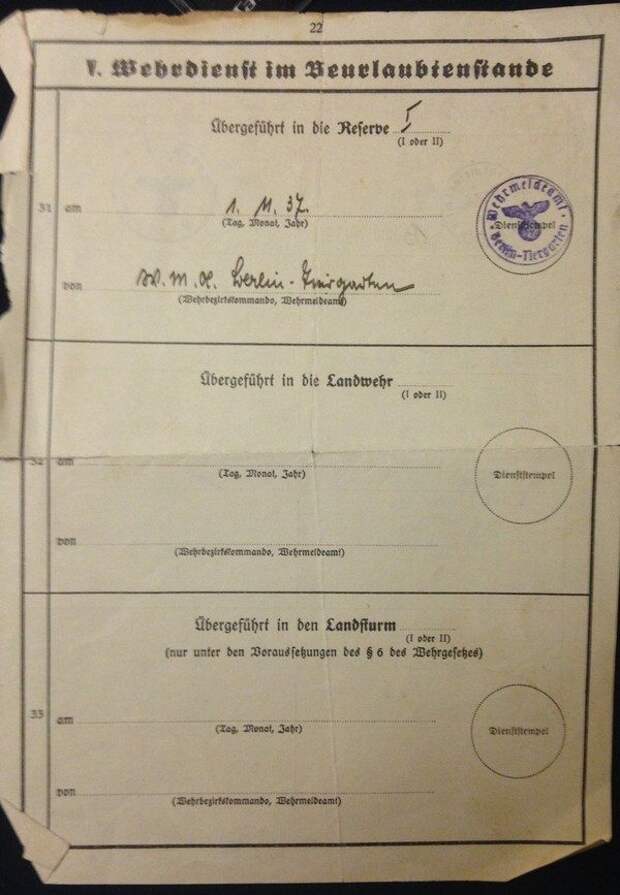 22
V. Wehrdienst im Beurlaubtenstande
Übergeführt in die Reserve I
(I oder II)
31 am 1. 11. 37.
(Tag, Monat, Jahr)
Wehrmeldeamt
Dienststempel
Berlin-Tiergarten
von W.M.A. Berlin-Tiergarten
(Wehrbezirkskommando, Wehrmeldeamt)
Übergeführt in die Landwehr
(I oder II)
32 am
(Tag, Monat, Jahr)
Dienststempel
von
(Wehrbezirkskommando, Wehrmeldeamt)
Übergeführt in den Landsturm
(I oder II)
(nur unter den Voraussetzungen des § 6 des Wehrgesetzes)
33 am
(Tag, Monat, Jahr)
Dienststempel
von
(Wehrbezirkskommando, Wehrmeldeamt)